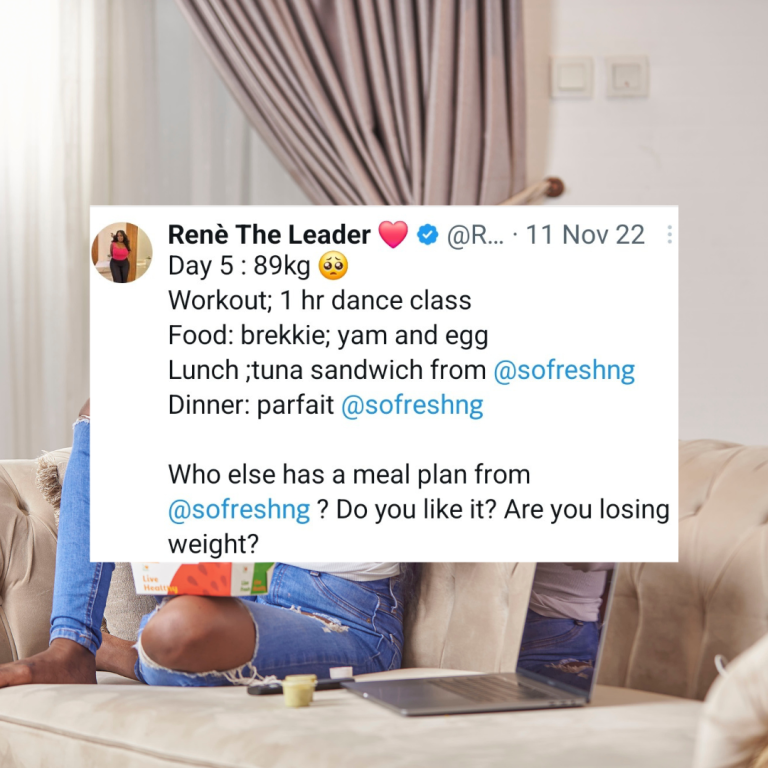 Renè The Leader ❤️ @R... · 11 Nov 22
Day 5 : 89kg 🥺
Workout; 1 hr dance class
Food: brekkie; yam and egg
Lunch ;tuna sandwich from @sofreshng
Dinner: parfait @sofreshng
Who else has a meal plan from
@sofreshng ? Do you like it? Are you losing
weight?
Live
Healthy